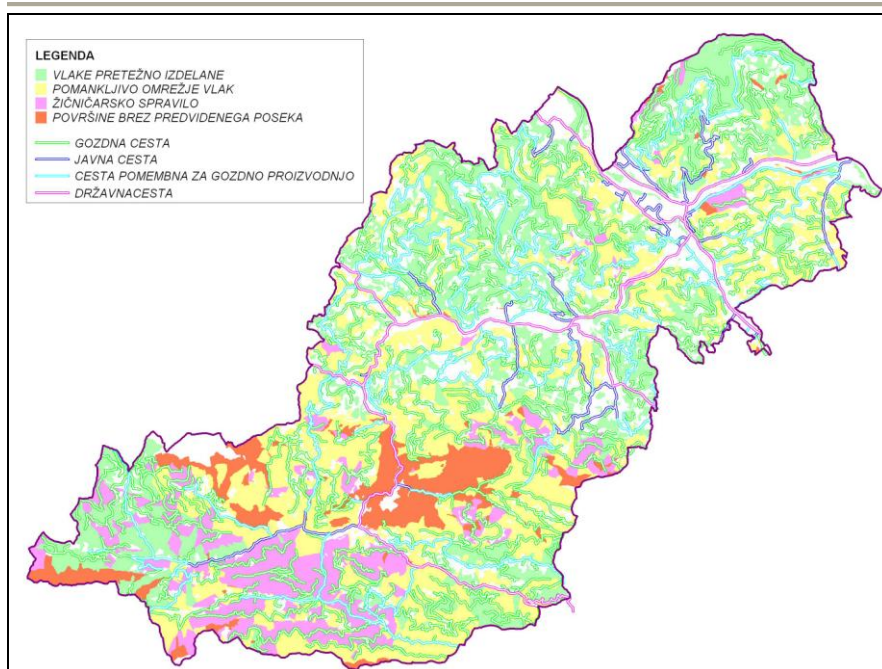 LEGENDA
VLAKE PRETEŽNO IZDELANE
POMANKLJIVO OMREŽJE VLAK
ŽIČNIČARSKO SPRAVILO
POVRŠINE BREZ PREDVIDENEGA POSEKA
GOZDNA CESTA
JAVNA CESTA
CESTA POMEMBNA ZA GOZDNO PROIZVODNJO
DRŽAVNACESTA